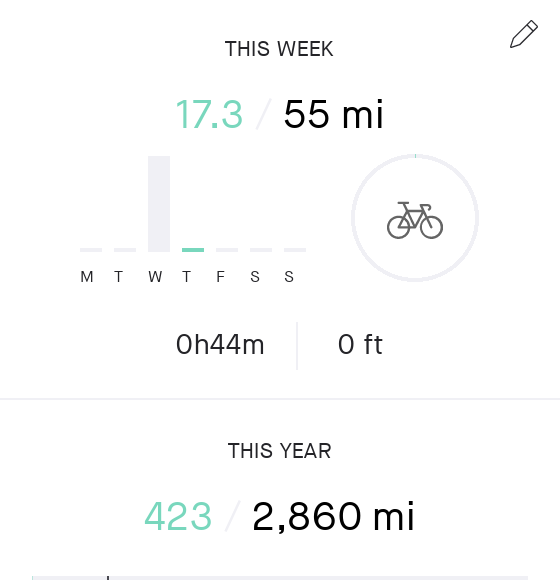 THIS WEEK
17.3 / 55 mi
M T W T F S S
0h44m 0 ft
THIS YEAR
423 / 2,860 mi